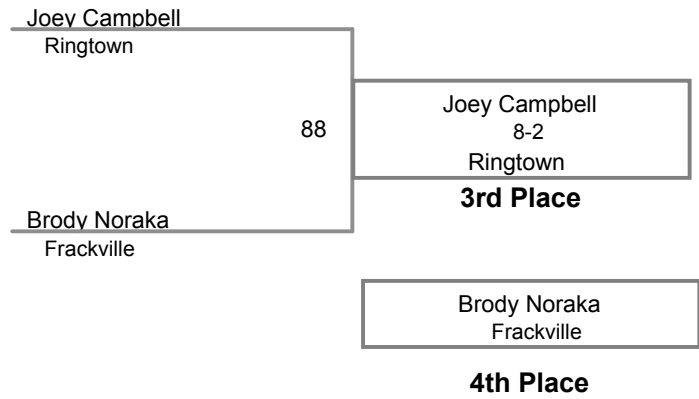 Joey Campbell
Ringtown
88
Joey Campbell
8-2
Ringtown
3rd Place
Brody Noraka
Frackville
Brody Noraka
Frackville
4th Place